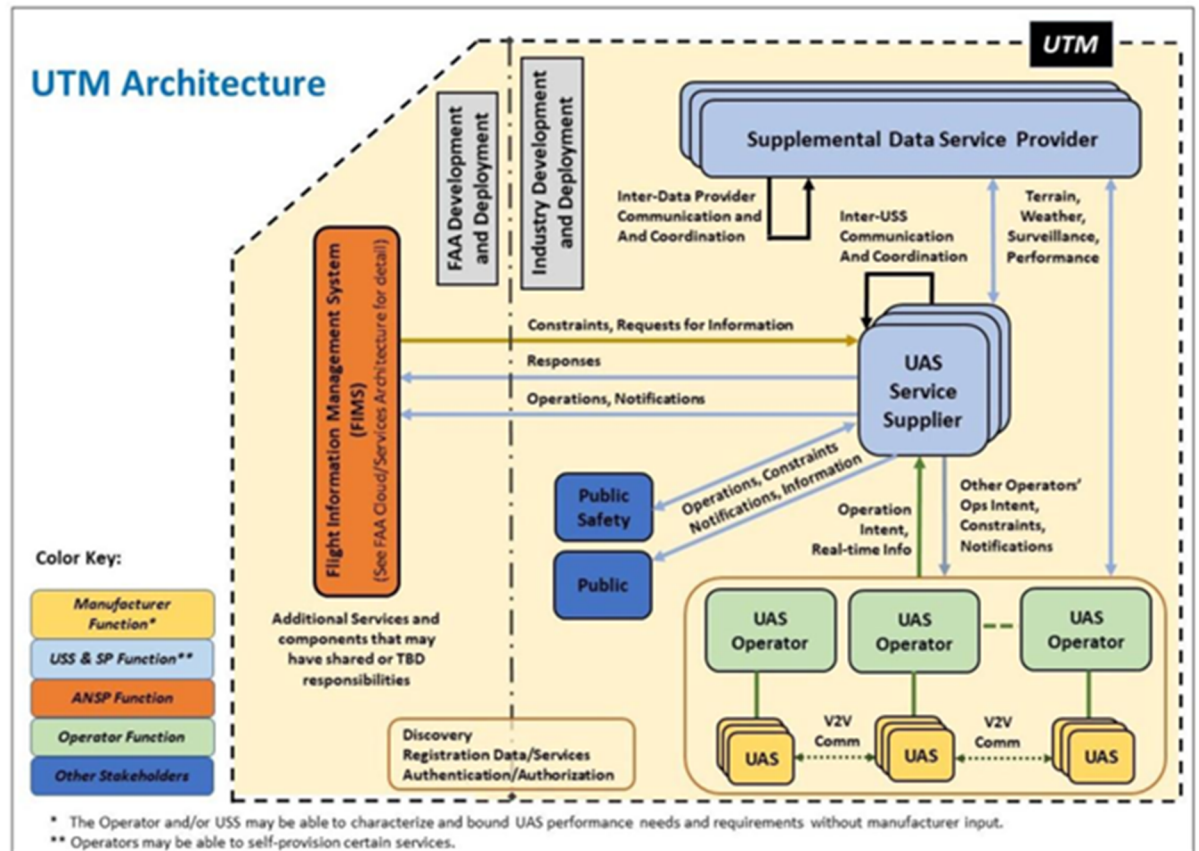 UTM
UTM Architecture
FAA Development
and Deployment
Industry Development
and Deployment
Supplemental Data Service Provider
Inter-Data Provider
Communication and
And Coordination
Inter-USS
Communication
And Coordination
Terrain,
Weather,
Surveillance,
Performance
Flight Information Management System
(FIMS)
(See FAA Cloud/Services Architecture for detail)
Constraints, Requests for Information
Responses
Operations, Notifications
UAS
Service
Supplier
Operations, Constraints
Notifications, Information
Public
Safety
Public
Operation
Intent,
Real-time Info
Other Operators'
Ops Intent,
Constraints,
Notifications
Color Key:
Manufacturer
Function*
USS & SP Function**
ANSP Function
Operator Function
Other Stakeholders
Additional Services and
components that may
have shared or TBD
responsibilities
Discovery
Registration Data/Services
Authentication/Authorization
UAS
Operator
UAS
Operator
UAS
Operator
V2V
Comm
V2V
Comm
UAS
UAS
UAS
* The Operator and/or USS may be able to characterize and bound UAS performance needs and requirements without manufacturer input.
** Operators may be able to self-provision certain services.